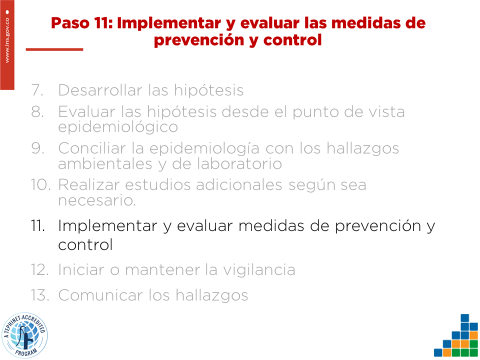 www.ins.gov.co
Paso 11: Implementar y evaluar las medidas de
prevención y control
7. Desarrollar las hipótesis
8. Evaluar las hipótesis desde el punto de vista
epidemiológico
9. Conciliar la epidemiología con los hallazgos
ambientales y de laboratorio
10. Realizar estudios adicionales según sea
necesario.
11. Implementar y evaluar medidas de prevención y
control
12. Iniciar o mantener la vigilancia
13. Comunicar los hallazgos
A TEPHINET ACCREDITED
PROGRAM